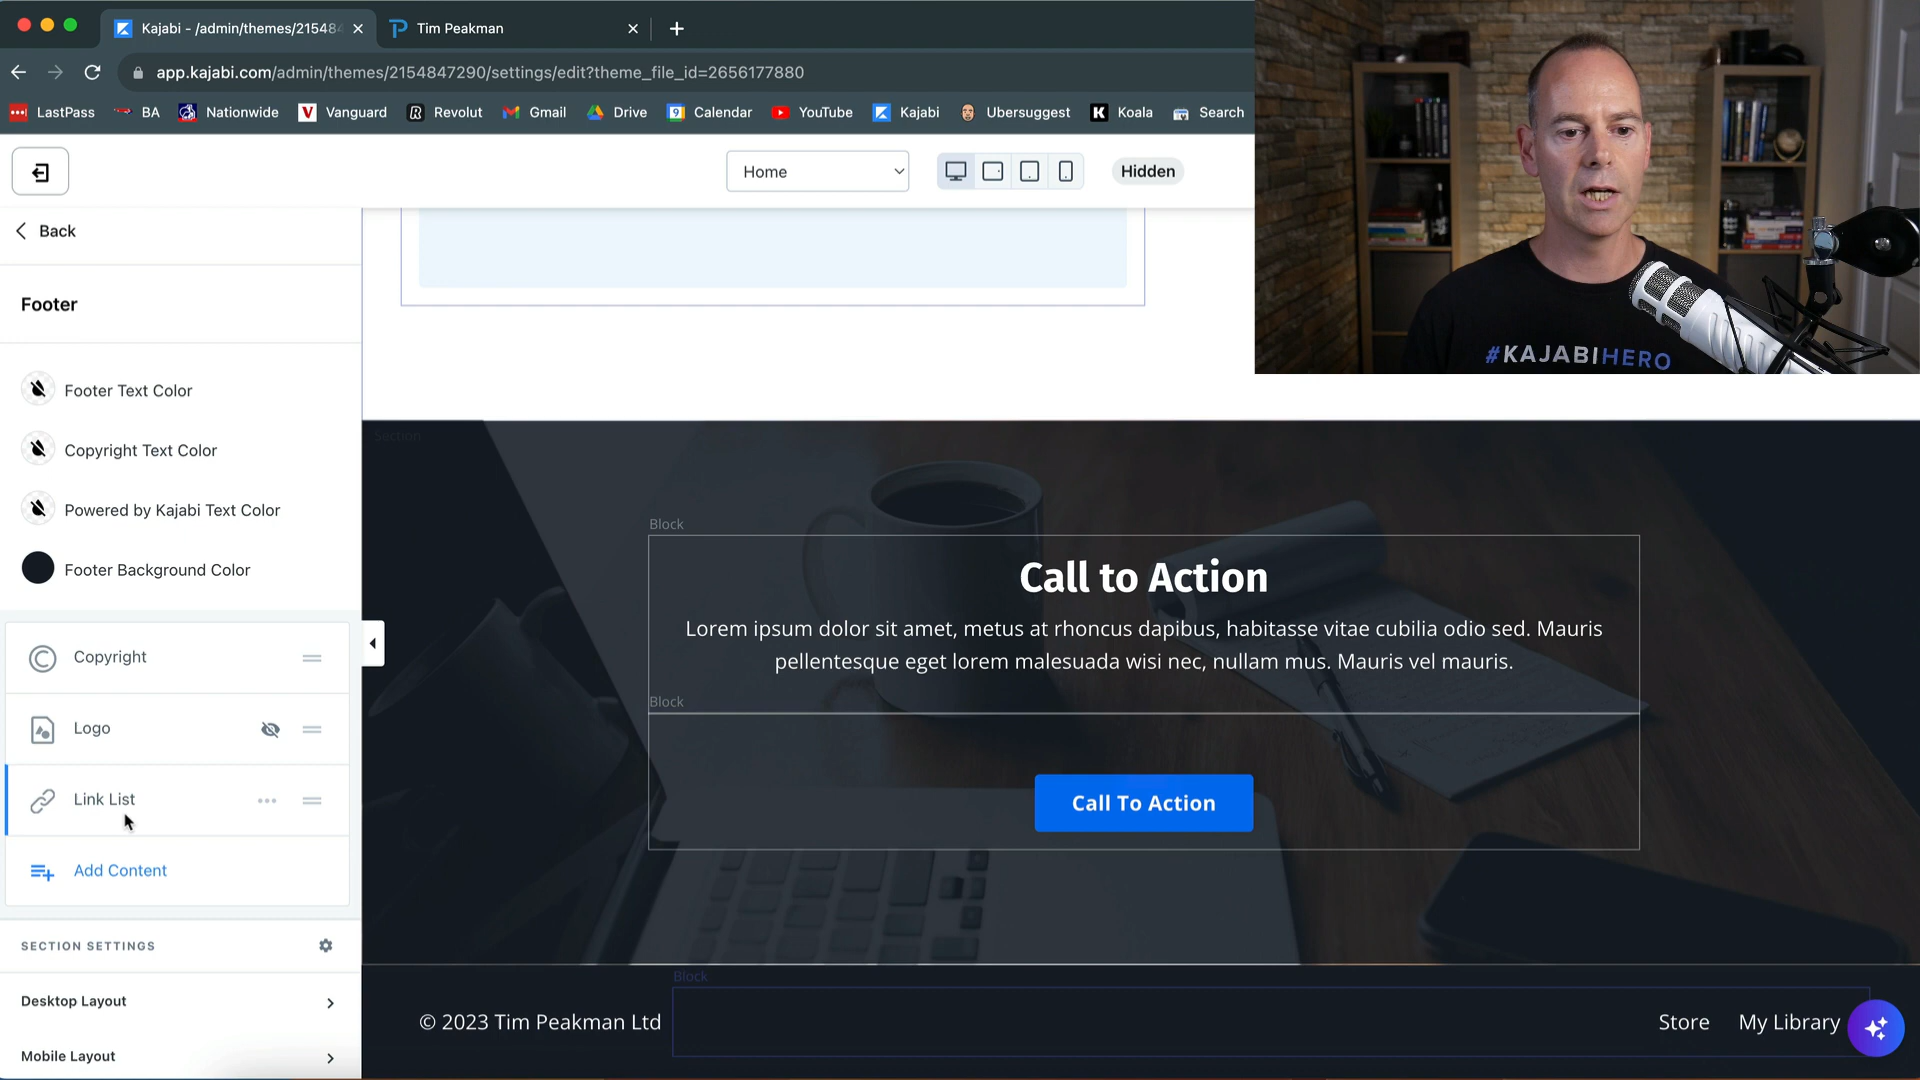 Kajabi - /admin/themes/21548
Tim Peakman
app.kajabi.com/admin/themes/2154847290/settings/edit?theme_file_id=2656177880
LastPass
BA
Nationwide
Vanguard
Revolut
Gmail
Drive
Calendar
YouTube
Kajabi
Ubersuggest
Koala
Search
Home
Hidden
Back
Footer
Footer Text Color
Copyright Text Color
Powered by Kajabi Text Color
Footer Background Color
Copyright
Logo
Link List
Add Content
SECTION SETTINGS
Desktop Layout
Mobile Layout
#KAJABIHERO
Section
Block
Call to Action
Lorem ipsum dolor sit amet, metus at rhoncus dapibus, habitasse vitae cubilia odio sed. Mauris
pellentesque eget lorem malesuada wisi nec, nullam mus. Mauris vel mauris.
Block
Call To Action
Block
© 2023 Tim Peakman Ltd
Store
My Library